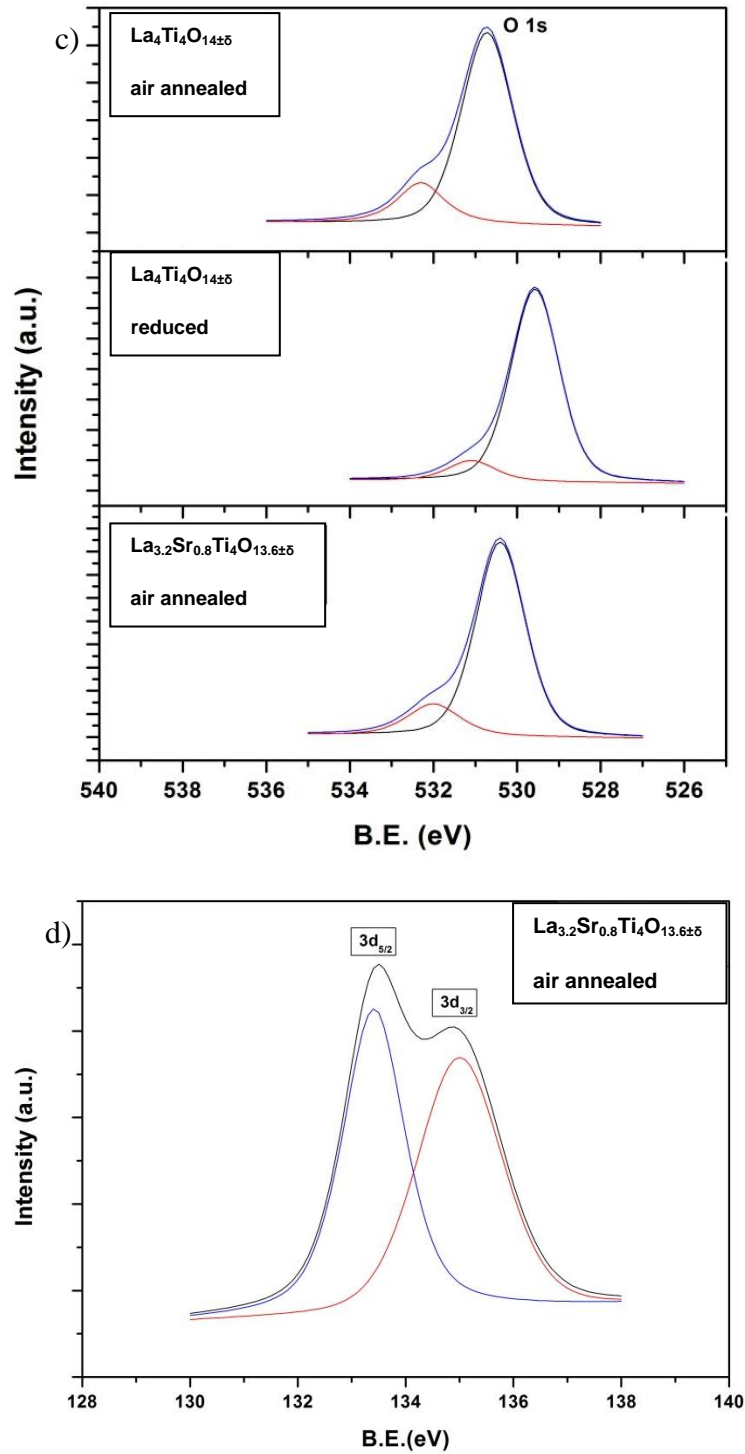 c)
La₄Ti₄O₁₄±δ
air annealed
O 1s
La₄Ti₄O₁₄±δ
reduced
La₃.₂Sr₀.₈Ti₄O₁₃.₆±δ
air annealed
Intensity (a.u.)
540 538 536 534 532 530 528 526
B.E. (eV)
d)
3d₅/₂
3d₃/₂
La₃.₂Sr₀.₈Ti₄O₁₃.₆±δ
air annealed
Intensity (a.u.)
128 130 132 134 136 138 140
B.E.(eV)